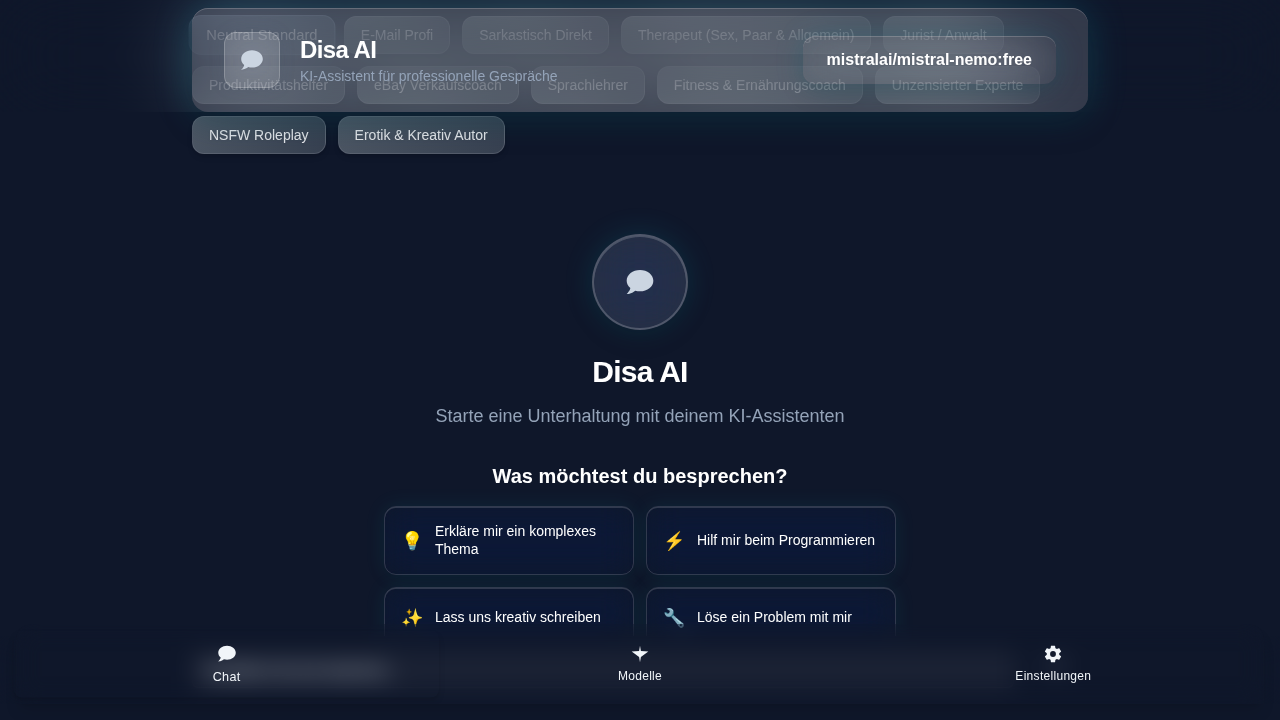 Neutral Standard
E-Mail Profi
Sarkastisch Direkt
Therapeut (Sex, Paar & Allgemein)
Jurist / Anwalt
Disa AI
KI-Assistent für professionelle Gespräche
mistralai/mistral-nemo:free
Produktivitätshelfer
eBay Verkaufscoach
Sprachlehrer
Fitness & Ernährungscoach
Unzensierter Experte
NSFW Roleplay
Erotik & Kreativ Autor
Disa AI
Starte eine Unterhaltung mit deinem KI-Assistenten
Was möchtest du besprechen?
Erkläre mir ein komplexes
Thema
Hilf mir beim Programmieren
Lass uns kreativ schreiben
Löse ein Problem mit mir
Chat
Modelle
Einstellungen